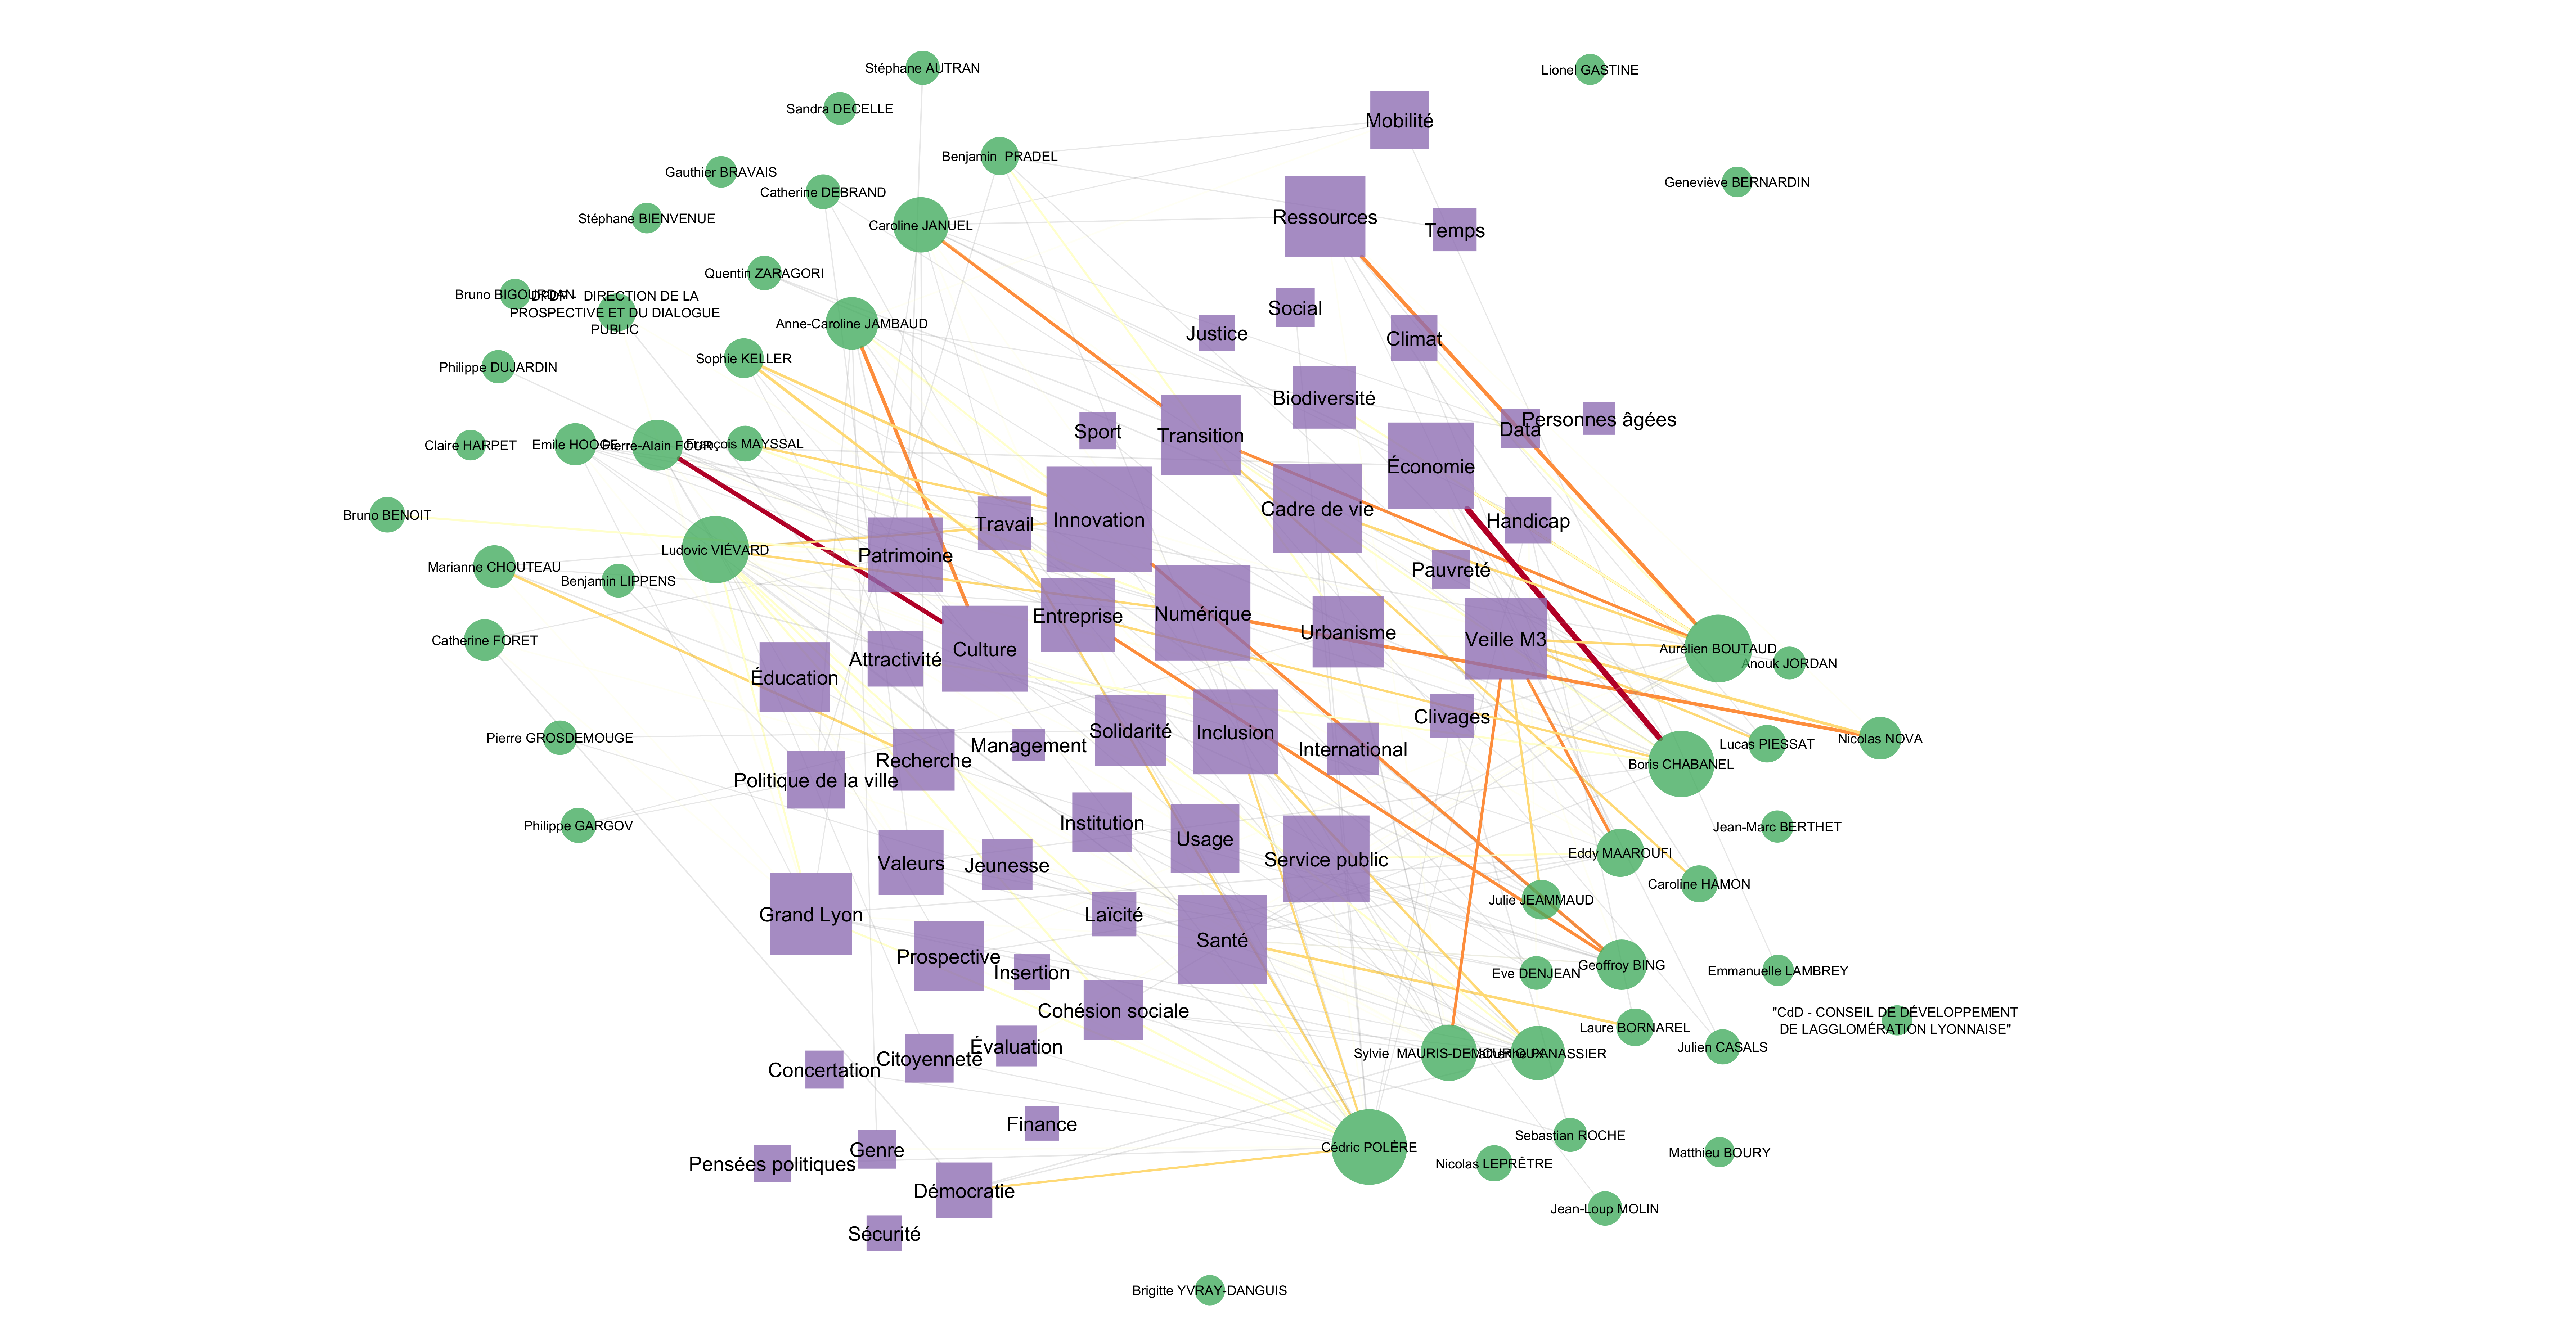 Stéphane AUTRAN
Lionel GASTINE
Sandra DECELLE
Mobilité
Benjamin  PRADEL
Gauthier BRAVAIS
Catherine DEBRAND
Geneviève BERNARDIN
Stéphane BIENVENUE
Caroline JANUEL
Ressources
Temps
Quentin ZARAGORI
Bruno BIGOURDAN
DPDP - DIRECTION DE LA
PROSPECTIVE ET DU DIALOGUE
PUBLIC
Anne-Caroline JAMBAUD
Social
Justice
Climat
Sophie KELLER
Philippe DUJARDIN
Biodiversité
Personnes âgées
Data
Sport
Transition
Claire HARPET
Emile HOOGE
Pierre-Alain FOUR
François MAYSSAL
Économie
Bruno BENOIT
Travail
Innovation
Cadre de vie
Handicap
Ludovic VIÉVARD
Patrimoine
Marianne CHOUTEAU
Benjamin LIPPENS
Pauvreté
Entreprise
Numérique
Urbanisme
Veille M3
Catherine FORET
Culture
Attractivité
Éducation
Aurélien BOUTAUD
Anouk JORDAN
Clivages
Solidarité
Inclusion
Management
International
Pierre GROSDEMOUGE
Lucas PIESSAT
Nicolas NOVA
Recherche
Boris CHABANEL
Politique de la ville
Philippe GARGOV
Institution
Usage
Jean-Marc BERTHET
Valeurs
Jeunesse
Service public
Eddy MAAROUFI
Caroline HAMON
Julie JEAMMAUD
Grand Lyon
Laïcité
Santé
Prospective
Insertion
Eve DENJEAN
Geoffroy BING
Emmanuelle LAMBREY
Cohésion sociale
"CdD - CONSEIL DE DÉVELOPPEMENT
DE LAGGLOMÉRATION LYONNAISE"
Laure BORNAREL
Évaluation
Julien CASALS
Citoyenneté
Concertation
Sylvie  MAURIS-DEMOURIOUX
Catherine PANASSIER
Finance
Sebastian ROCHE
Cédric POLÈRE
Genre
Matthieu BOURY
Pensées politiques
Nicolas LEPRÊTRE
Démocratie
Jean-Loup MOLIN
Sécurité
Brigitte YVRAY-DANGUIS